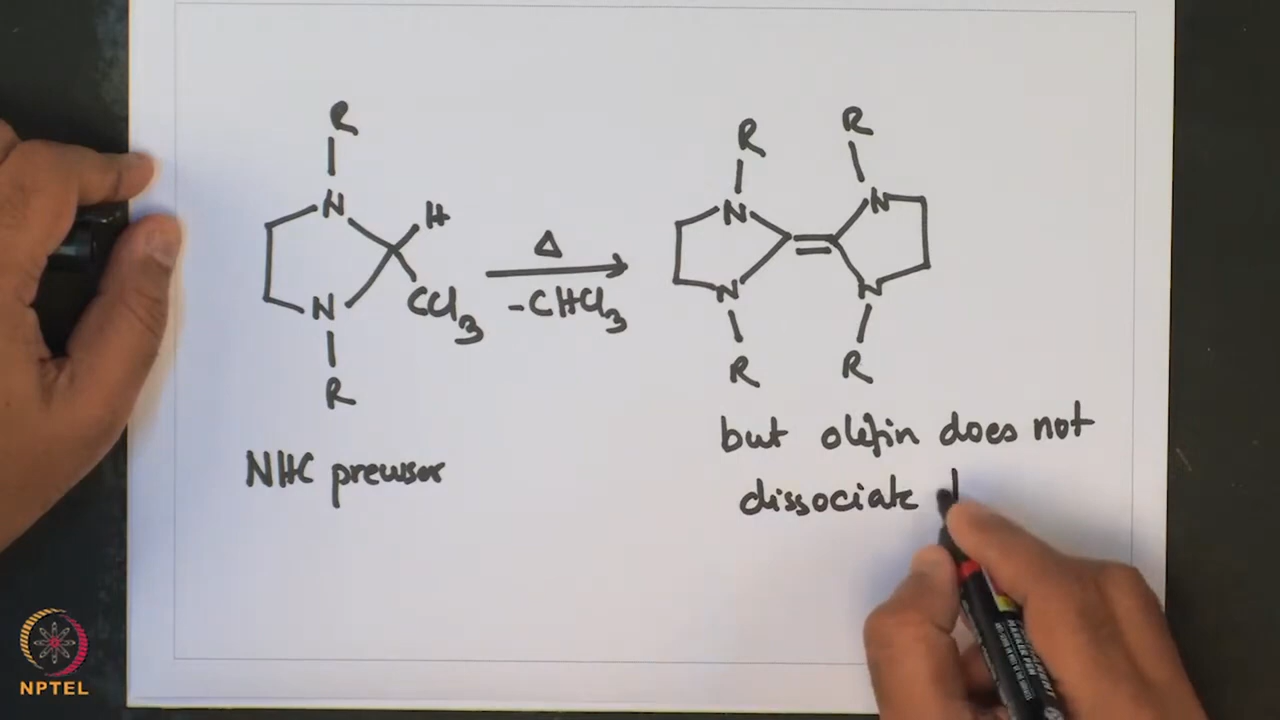 R
R
R
N
N
N
H
Δ
N
CCl3
-CHCl3
N
N
R
R
R
but olefin does not
NHC precursor
dissociate
NPTEL